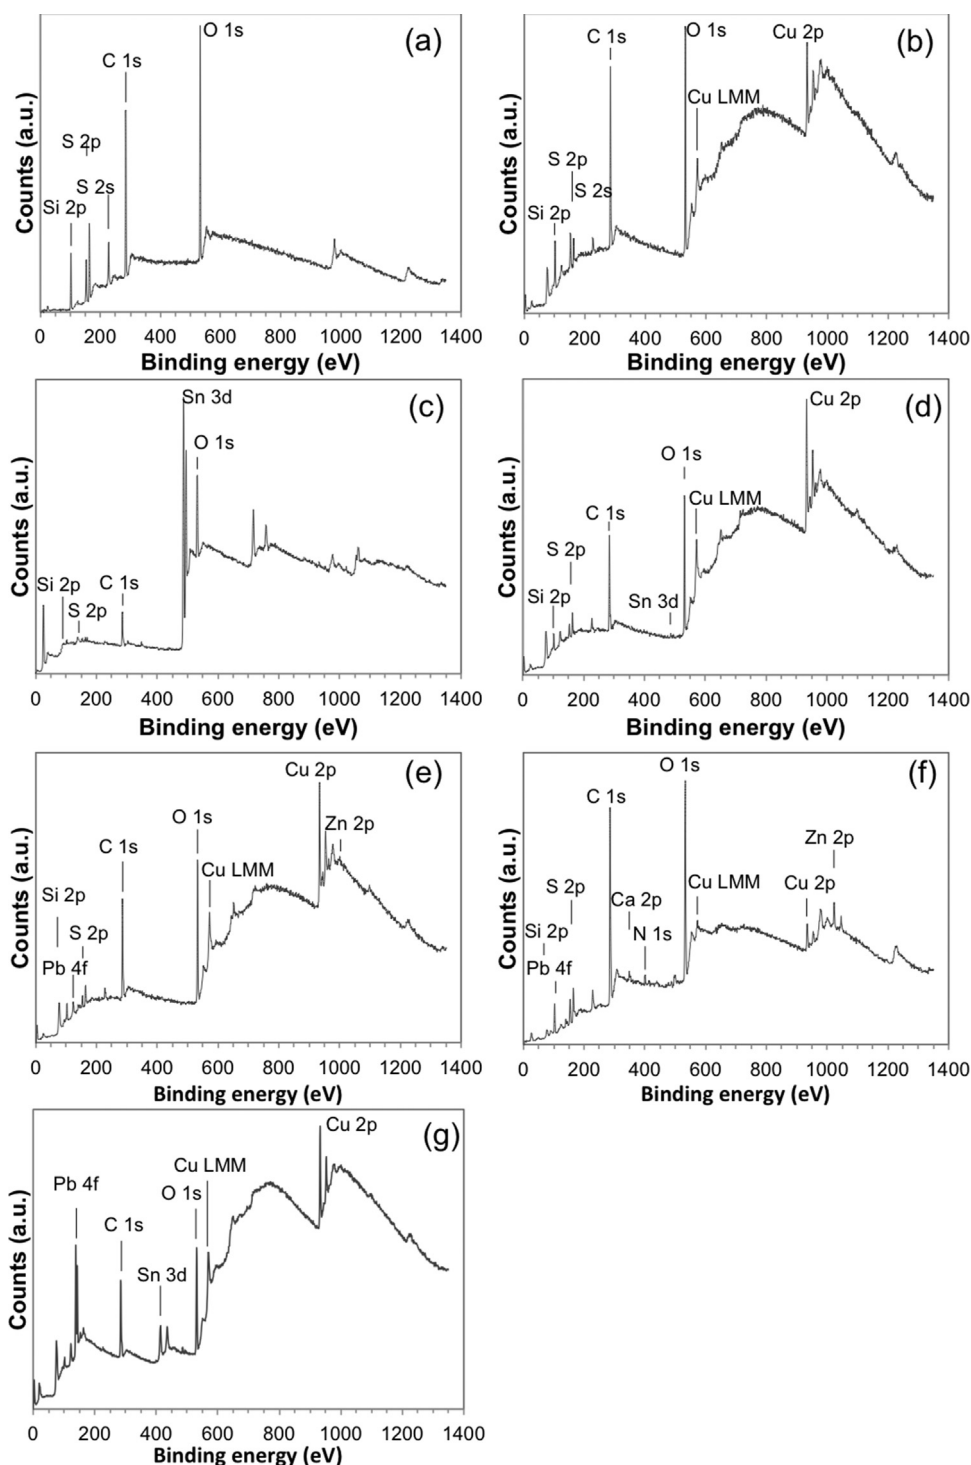 (a)
O 1s
C 1s
S 2p
S 2s
Si 2p
Counts (a.u.)
0 200 400 600 800 1000 1200 1400
Binding energy (eV)
(b)
C 1s
O 1s
Cu 2p
Cu LMM
S 2p
S 2s
Si 2p
Counts (a.u.)
0 200 400 600 800 1000 1200 1400
Binding energy (eV)
(c)
Sn 3d
O 1s
Si 2p
S 2p
C 1s
Counts (a.u.)
0 200 400 600 800 1000 1200 1400
Binding energy (eV)
(d)
Cu 2p
O 1s
Cu LMM
C 1s
S 2p
Si 2p
Sn 3d
Counts (a.u.)
0 200 400 600 800 1000 1200 1400
Binding energy (eV)
(e)
Cu 2p
O 1s
Zn 2p
C 1s
Cu LMM
Si 2p
S 2p
Pb 4f
Counts (a.u.)
0 200 400 600 800 1000 1200 1400
Binding energy (eV)
(f)
O 1s
C 1s
Zn 2p
S 2p
Ca 2p
Cu LMM
Cu 2p
Si 2p
N 1s
Pb 4f
Counts (a.u.)
0 200 400 600 800 1000 1200 1400
Binding energy (eV)
(g)
Cu 2p
Cu LMM
Pb 4f
O 1s
C 1s
Sn 3d
Counts (a.u.)
0 200 400 600 800 1000 1200 1400
Binding energy (eV)